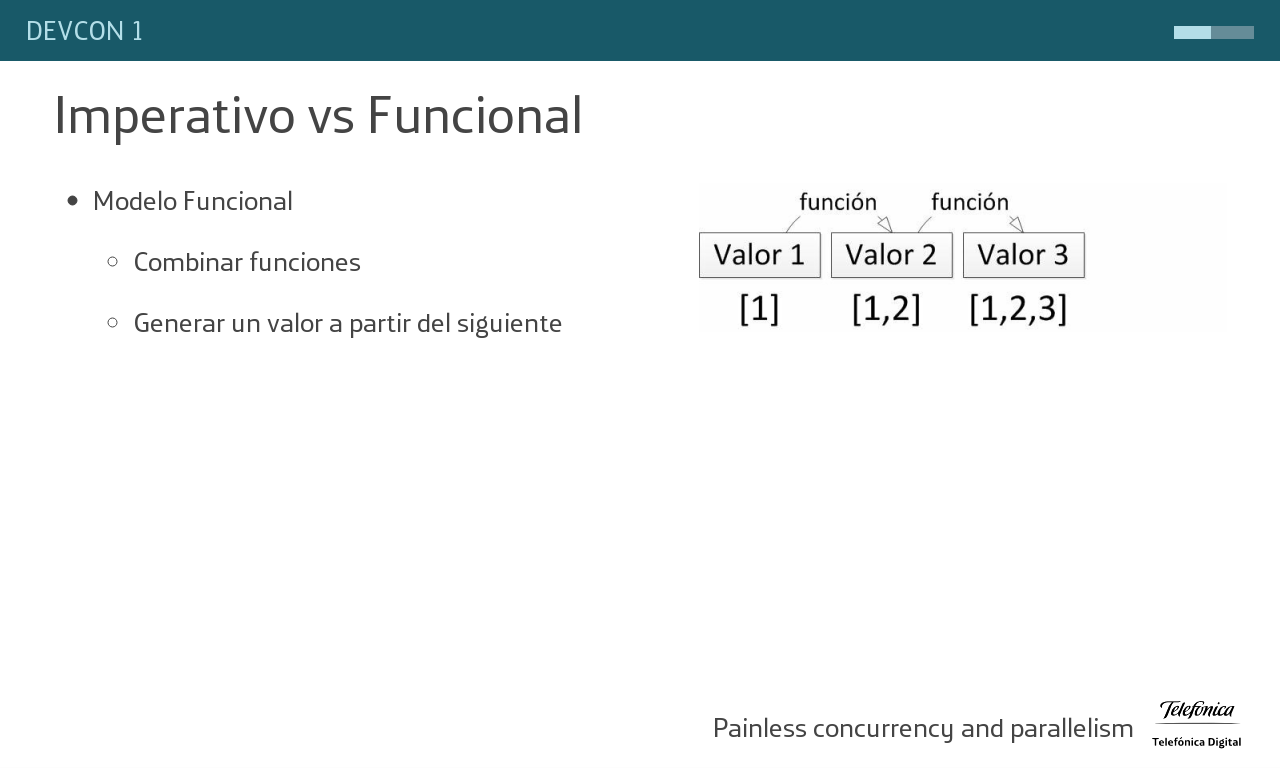 DEVCON 1
Imperativo vs Funcional
Modelo Funcional
Combinar funciones
Generar un valor a partir del siguiente
función función
Valor 1 Valor 2 Valor 3
[1] [1,2] [1,2,3]
Painless concurrency and parallelism
Telefónica
Telefónica Digital